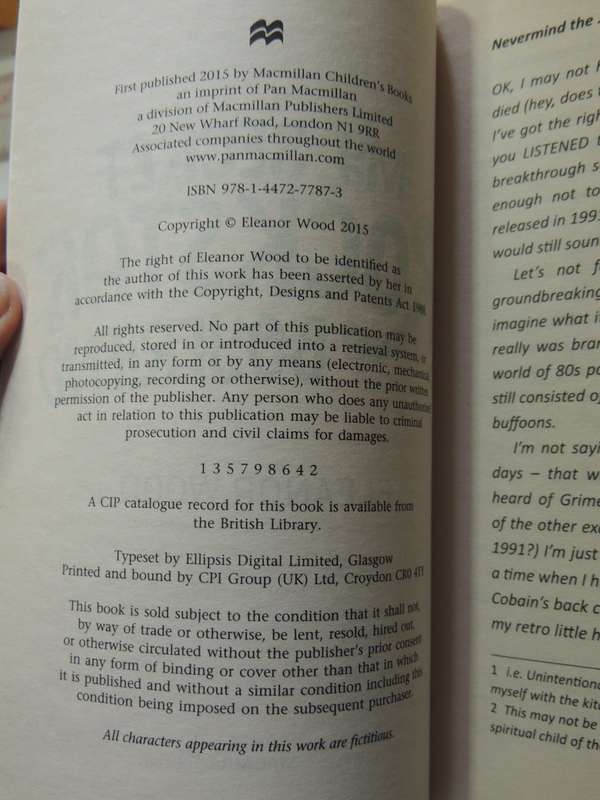 First published 2015 by Macmillan Children's Books
an imprint of Pan Macmillan
a division of Macmillan Publishers Limited
20 New Wharf Road, London N1 9RR
Associated companies throughout the world
www.panmacmillan.com
ISBN 978-1-4472-7787-3
Copyright © Eleanor Wood 2015
The right of Eleanor Wood to be identified as
the author of this work has been asserted by her in
accordance with the Copyright, Designs and Patents Act 1988.
All rights reserved. No part of this publication may be
reproduced, stored in or introduced into a retrieval system, or
transmitted, in any form or by any means (electronic, mechanical,
photocopying, recording or otherwise), without the prior written
permission of the publisher. Any person who does any unauthorized
act in relation to this publication may be liable to criminal
prosecution and civil claims for damages.
1 3 5 7 9 8 6 4 2
A CIP catalogue record for this book is available from
the British Library.
Typeset by Ellipsis Digital Limited, Glasgow
Printed and bound by CPI Group (UK) Ltd, Croydon CR0 4YY
This book is sold subject to the condition that it shall not,
by way of trade or otherwise, be lent, resold, hired out,
or otherwise circulated without the publisher's prior consent
in any form of binding or cover other than that in which
it is published and without a similar condition including this
condition being imposed on the subsequent purchaser.
All characters appearing in this work are fictitious.
Nevermind the
OK, I may not
died (hey, does
I've got the
you LISTENED
breakthrough
enough not to
released in
would still
Let's not
groundbreaking
imagine what
really was
world of 80s
still consisted
buffoons.
I'm not
days – that
heard of
of the other
1991?) I'm just
a time when I
Cobain's back
my retro little
1 i.e.
myself with the
2 This may not be
spiritual child of